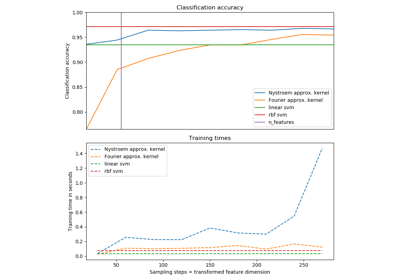 Classification accuracy
1.00
0.95
0.90
0.85
0.80
Classification accuracy
Nystroem approx. kernel
Fourier approx. kernel
linear svm
rbf svm
n_features
Training times
1.4
1.2
1.0
0.8
0.6
0.4
0.2
0.0
Training time in seconds
Nystroem approx. kernel
Fourier approx. kernel
linear svm
rbf svm
50
100
150
200
250
Sampling steps = transformed feature dimension